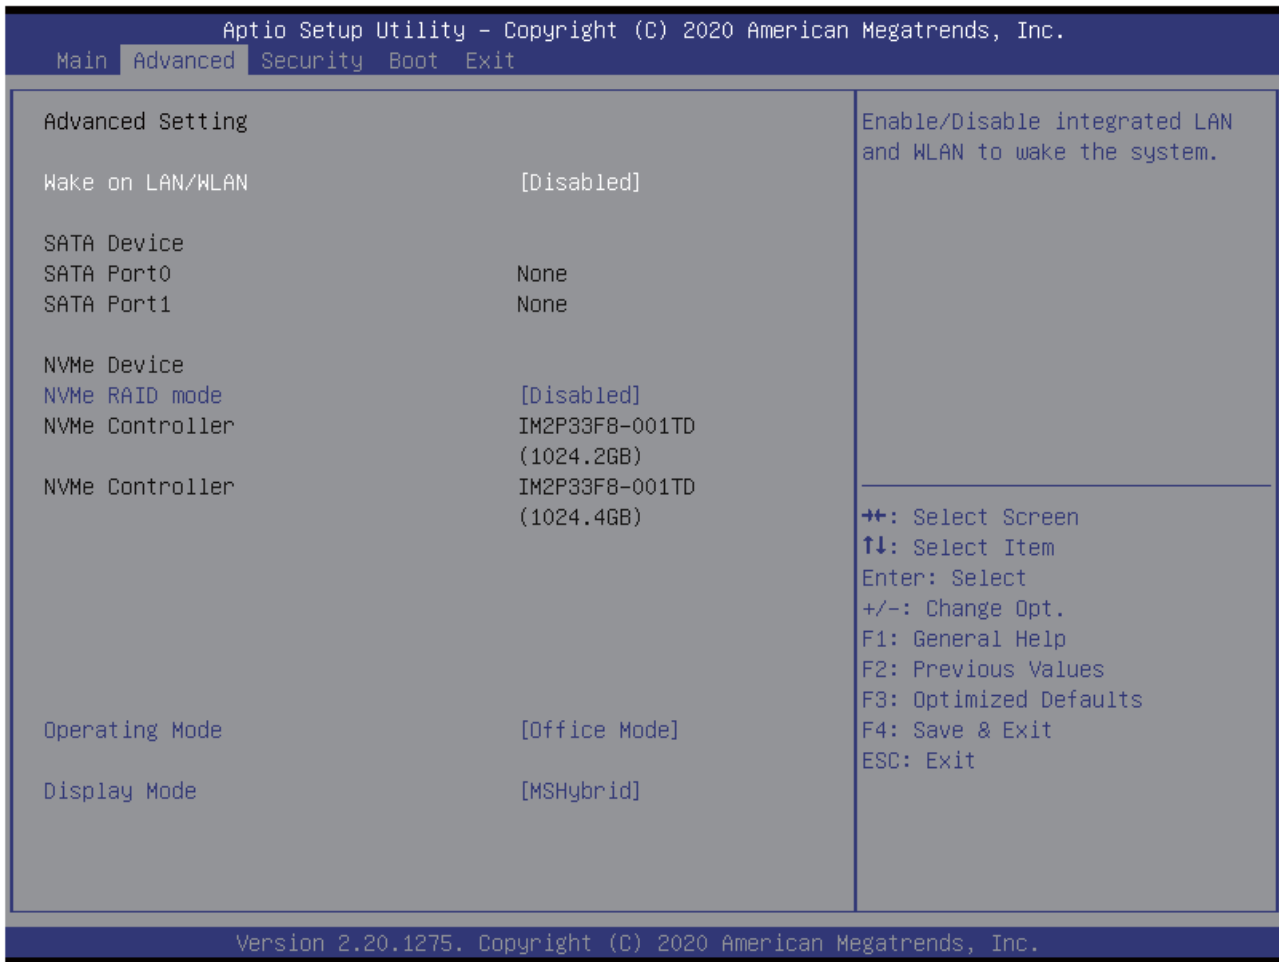 Aptio Setup Utility – Copyright (C) 2020 American Megatrends, Inc.
Main Advanced Security Boot Exit
Advanced Setting
Wake on LAN/WLAN [Disabled]
SATA Device
SATA Port0 None
SATA Port1 None
NVMe Device
NVMe RAID mode [Disabled]
NVMe Controller IM2P33F8-001TD
(1024.2GB)
NVMe Controller IM2P33F8-001TD
(1024.4GB)
Operating Mode [Office Mode]
Display Mode [MSHybrid]
Enable/Disable integrated LAN
and WLAN to wake the system.
→←: Select Screen
↑↓: Select Item
Enter: Select
+/-: Change Opt.
F1: General Help
F2: Previous Values
F3: Optimized Defaults
F4: Save & Exit
ESC: Exit
Version 2.20.1275. Copyright (C) 2020 American Megatrends, Inc.